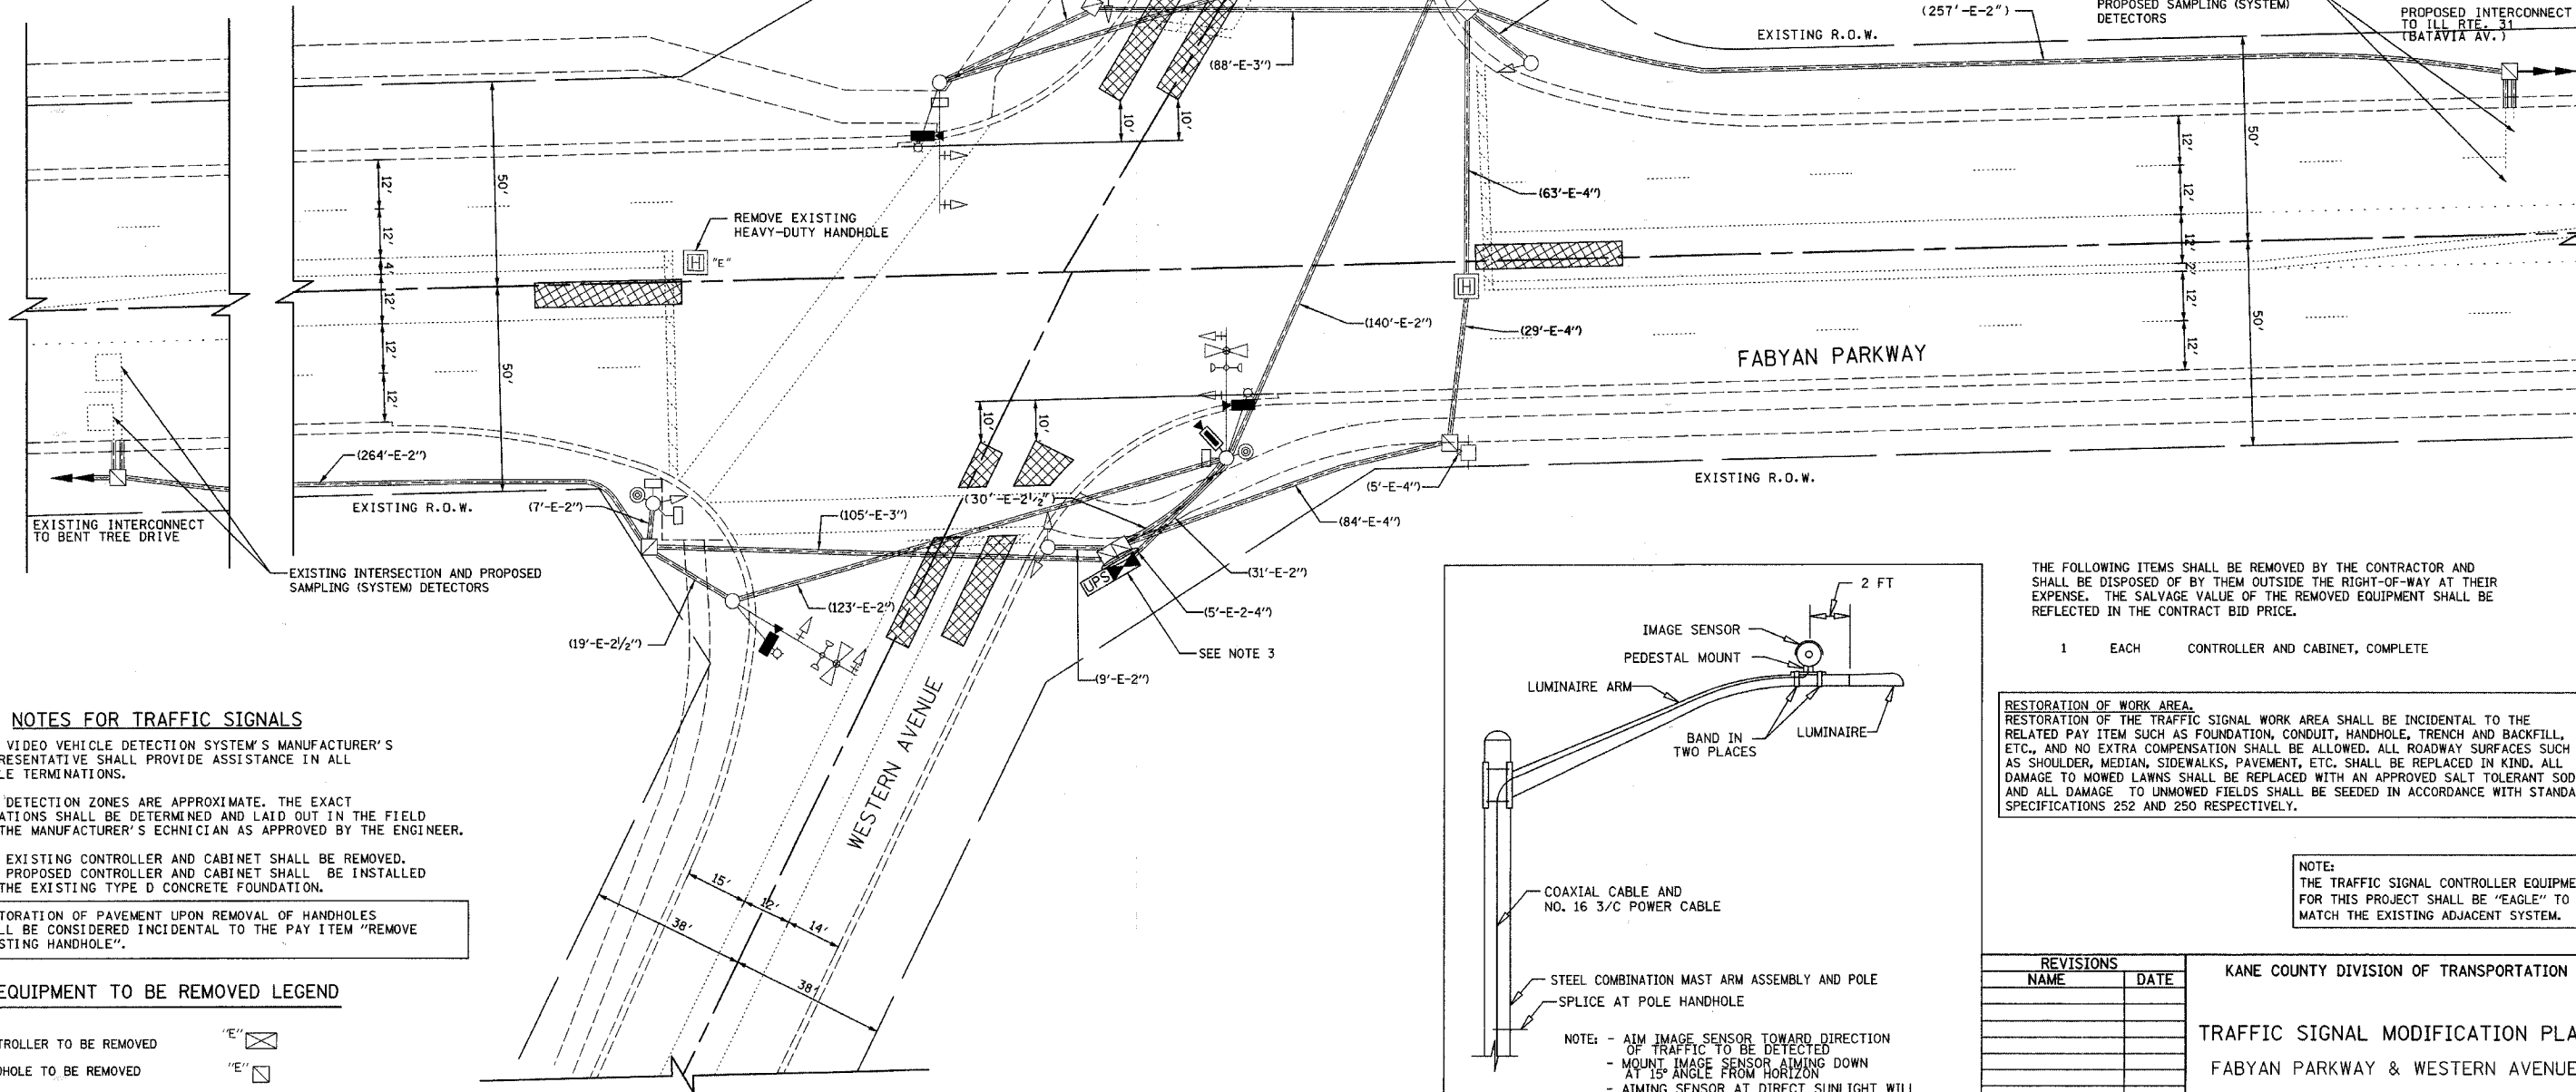 (257'-E-2")
PROPOSED SAMPLING (SYSTEM)
DETECTORS
PROPOSED INTERCONNECT
TO ILL RTE. 31
(BATAVIA AV.)
EXISTING R.O.W.
(88'-E-3")
10'
10'
12'
12'
4'
12'
12'
12'
50'
50'
REMOVE EXISTING
HEAVY-DUTY HANDHOLE
H
"E"
(63'-E-4")
H
(140'-E-2")
(29'-E-4")
12'
12'
12'
2'
12'
12'
50'
50'
FABYAN PARKWAY
10'
10'
(264'-E-2")
EXISTING R.O.W.
(7'-E-2")
(105'-E-3")
(30'-E-2½")
(5'-E-4")
EXISTING R.O.W.
(84'-E-4")
EXISTING INTERCONNECT
TO BENT TREE DRIVE
EXISTING INTERSECTION AND PROPOSED
SAMPLING (SYSTEM) DETECTORS
(123'-E-2")
(19'-E-2½")
UPS
(31'-E-2")
(5'-E-2-4")
SEE NOTE 3
(9'-E-2")
WESTERN AVENUE
15'
12'
14'
38'
38'
NOTES FOR TRAFFIC SIGNALS
VIDEO VEHICLE DETECTION SYSTEM'S MANUFACTURER'S
RESENTATIVE SHALL PROVIDE ASSISTANCE IN ALL
LE TERMINATIONS.
DETECTION ZONES ARE APPROXIMATE. THE EXACT
ATIONS SHALL BE DETERMINED AND LAID OUT IN THE FIELD
THE MANUFACTURER'S ECHNICIAN AS APPROVED BY THE ENGINEER.
EXISTING CONTROLLER AND CABINET SHALL BE REMOVED.
PROPOSED CONTROLLER AND CABINET SHALL BE INSTALLED
THE EXISTING TYPE D CONCRETE FOUNDATION.
TORATION OF PAVEMENT UPON REMOVAL OF HANDHOLES
LL BE CONSIDERED INCIDENTAL TO THE PAY ITEM "REMOVE
STING HANDHOLE".
EQUIPMENT TO BE REMOVED LEGEND
TROLLER TO BE REMOVED "E"
DHOLE TO BE REMOVED "E"
2 FT
IMAGE SENSOR
PEDESTAL MOUNT
LUMINAIRE ARM
BAND IN
TWO PLACES
LUMINAIRE
COAXIAL CABLE AND
NO. 16 3/C POWER CABLE
STEEL COMBINATION MAST ARM ASSEMBLY AND POLE
SPLICE AT POLE HANDHOLE
NOTE: - AIM IMAGE SENSOR TOWARD DIRECTION
OF TRAFFIC TO BE DETECTED
- MOUNT IMAGE SENSOR AIMING DOWN
AT 15° ANGLE FROM HORIZON
- AIMING SENSOR AT DIRECT SUNLIGHT WILL
THE FOLLOWING ITEMS SHALL BE REMOVED BY THE CONTRACTOR AND
SHALL BE DISPOSED OF BY THEM OUTSIDE THE RIGHT-OF-WAY AT THEIR
EXPENSE. THE SALVAGE VALUE OF THE REMOVED EQUIPMENT SHALL BE
REFLECTED IN THE CONTRACT BID PRICE.
1 EACH CONTROLLER AND CABINET, COMPLETE
RESTORATION OF WORK AREA.
RESTORATION OF THE TRAFFIC SIGNAL WORK AREA SHALL BE INCIDENTAL TO THE
RELATED PAY ITEM SUCH AS FOUNDATION, CONDUIT, HANDHOLE, TRENCH AND BACKFILL,
ETC., AND NO EXTRA COMPENSATION SHALL BE ALLOWED. ALL ROADWAY SURFACES SUCH
AS SHOULDER, MEDIAN, SIDEWALKS, PAVEMENT, ETC. SHALL BE REPLACED IN KIND. ALL
DAMAGE TO MOWED LAWNS SHALL BE REPLACED WITH AN APPROVED SALT TOLERANT SOD
AND ALL DAMAGE TO UNMOWED FIELDS SHALL BE SEEDED IN ACCORDANCE WITH STANDA
SPECIFICATIONS 252 AND 250 RESPECTIVELY.
NOTE:
THE TRAFFIC SIGNAL CONTROLLER EQUIPME
FOR THIS PROJECT SHALL BE "EAGLE" TO
MATCH THE EXISTING ADJACENT SYSTEM.
REVISIONS
NAME DATE
KANE COUNTY DIVISION OF TRANSPORTATION
TRAFFIC SIGNAL MODIFICATION PLA
FABYAN PARKWAY & WESTERN AVENUE